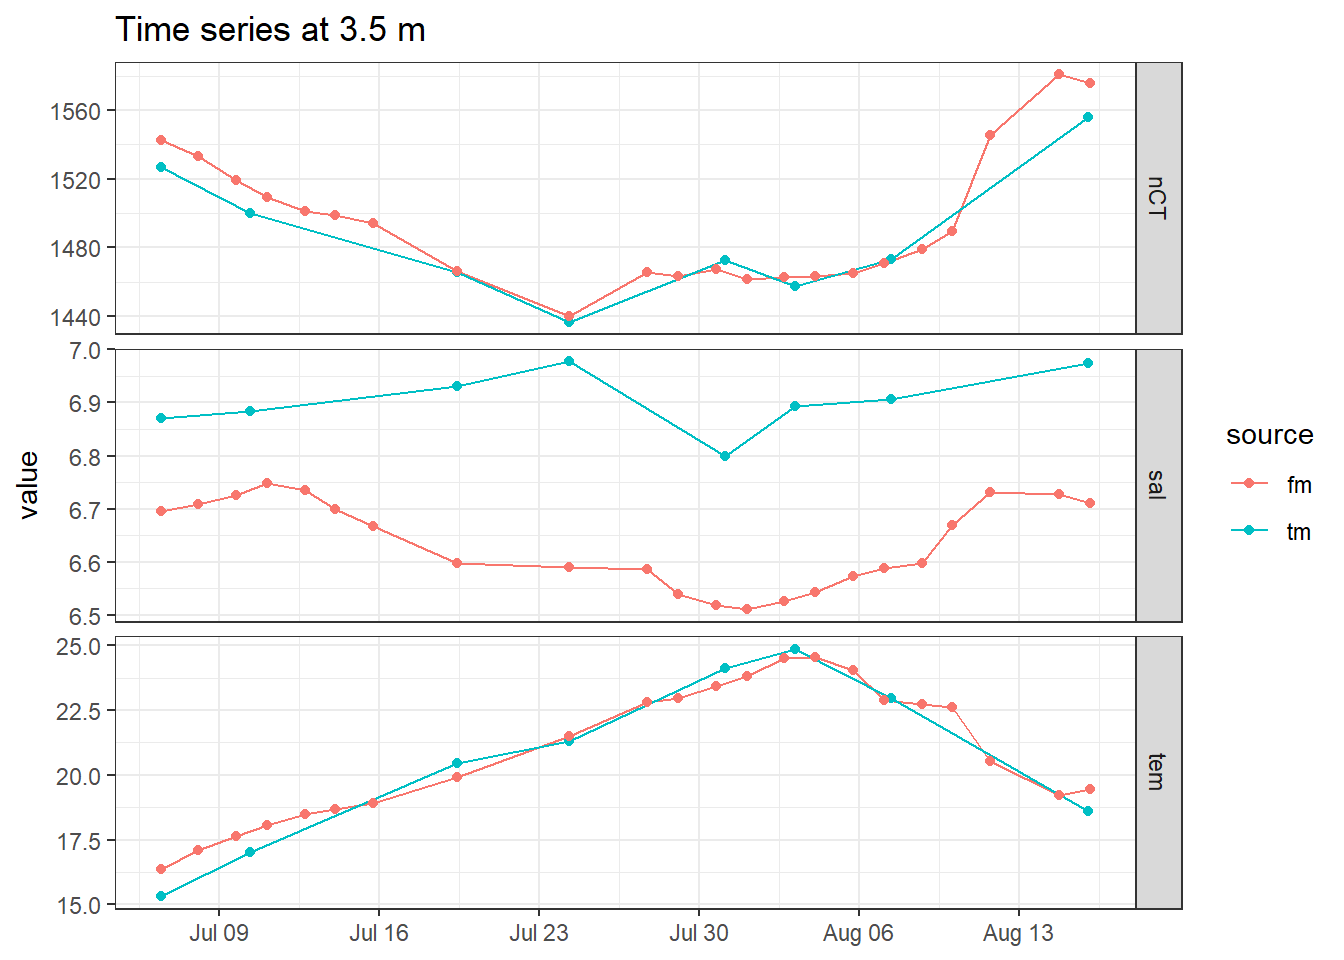 Time series at 3.5 m
1560
1520
1480
1440
nCT
7.0
6.9
6.8
6.7
6.6
6.5
sal
value
25.0
22.5
20.0
17.5
15.0
tem
Jul 09 Jul 16 Jul 23 Jul 30 Aug 06 Aug 13
source
fm
tm